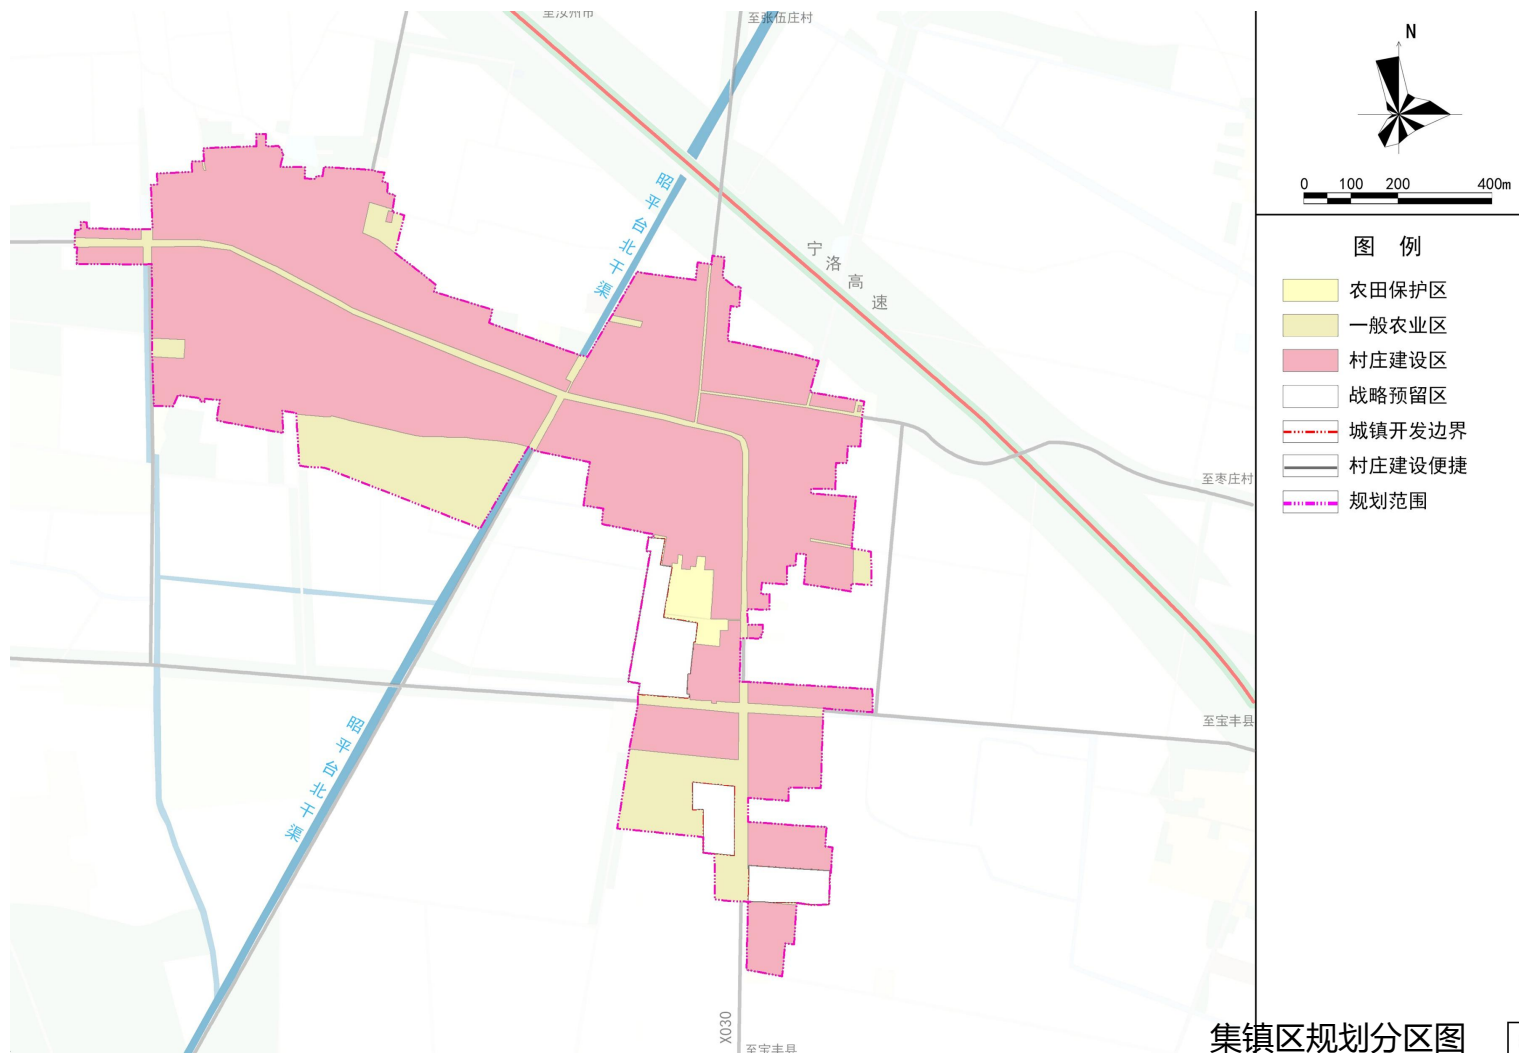 至汝州市
至张伍庄村
昭平台北干渠
宁洛高速
至枣庄村
至宝丰县
昭平台北干渠
X030
至宝丰县
N
0 100 200 400m
图 例
农田保护区
一般农业区
村庄建设区
战略预留区
城镇开发边界
村庄建设便捷
规划范围
集镇区规划分区图